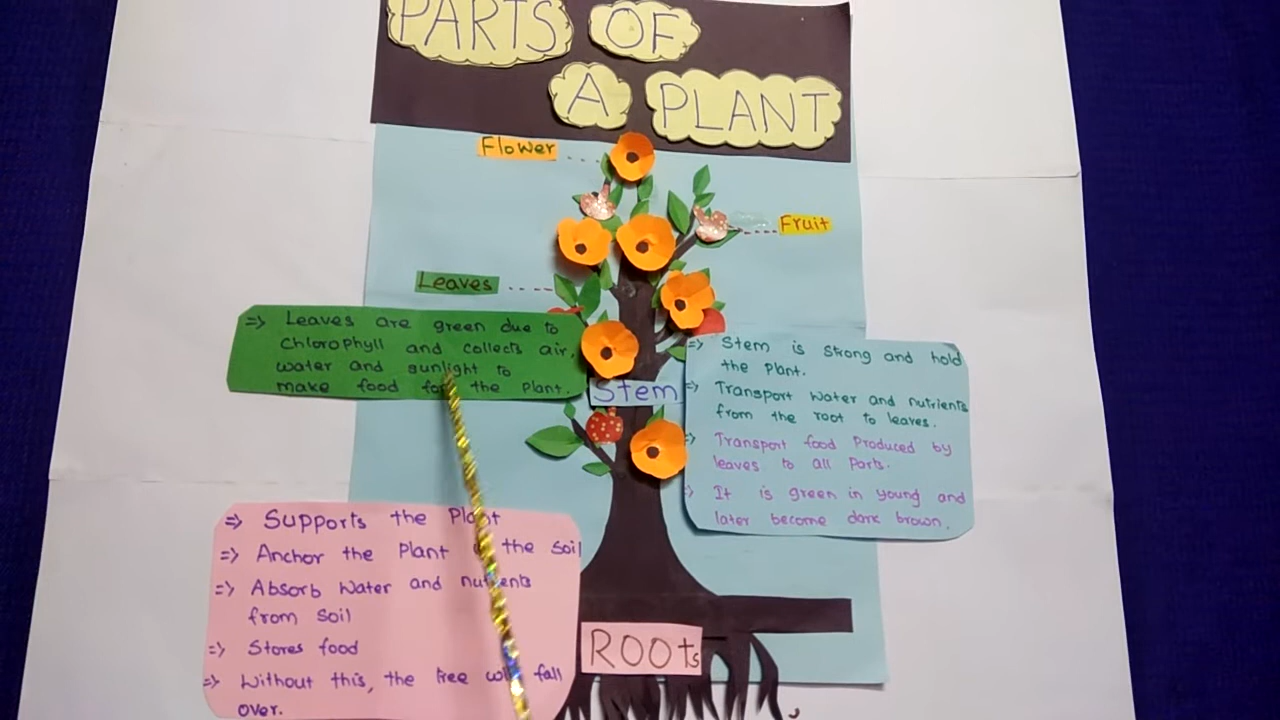 PARTS OF
A PLANT
Flower
Fruit
Leaves
=> Leaves are green due to
chlorophyll and collects air,
water and sunlight to
make food for the Plant.
Stem
=> Stem is strong and hold
the Plant.
=> Transport water and nutrients
from the root to leaves.
=> Transport food Produced by
leaves to all Parts.
=> It is green in young and
later become dark brown.
=> Supports the Plant
=> Anchor the Plant the soil
=> Absorb water and nutrients
from soil
=> Stores food
=> Without this, the tree will fall
over.
ROOts